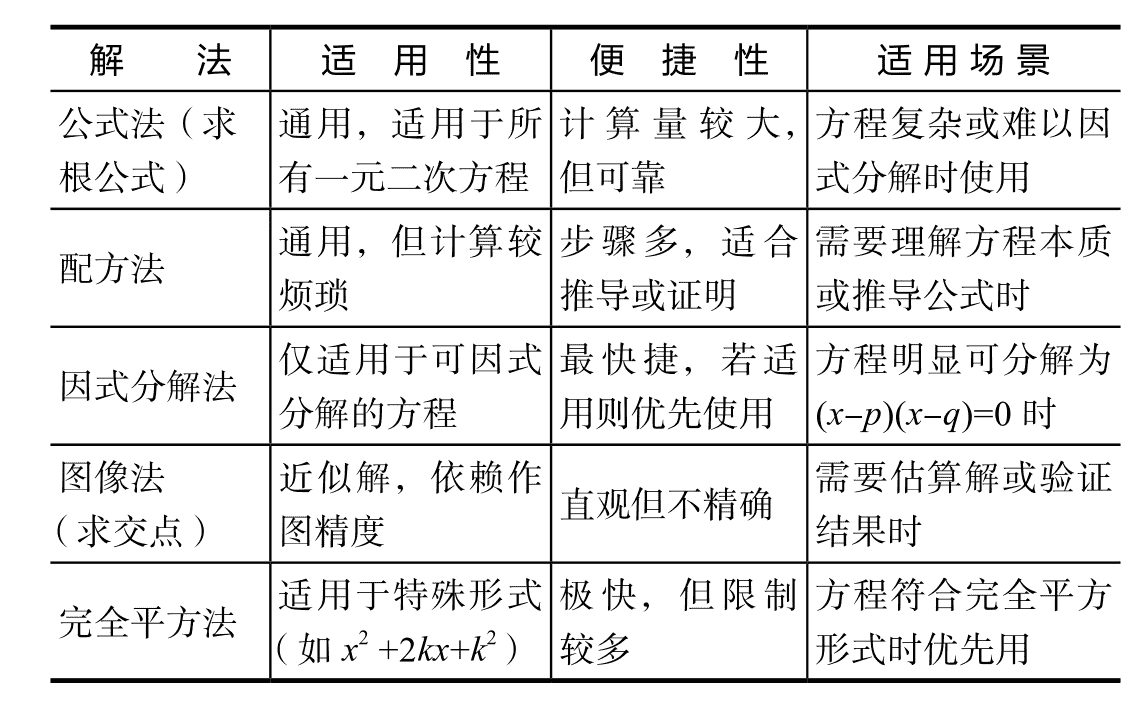 解法 适用性 便捷性 适用场景
公式法（求 通用，适用于所 计算量较大， 方程复杂或难以因
根公式） 有一元二次方程 但可靠 式分解时使用
配方法 通用，但计算较 步骤多，适合 需要理解方程本质
烦琐 推导或证明 或推导公式时
因式分解法 仅适用于可因式 最快捷，若适 方程明显可分解为
分解的方程 用则优先使用 (x–p)(x–q)=0 时
图像法 近似解，依赖作 直观但不精确 需要估算解或验证
（求交点） 图精度 结果时
完全平方法 适用于特殊形式 极快，但限制 方程符合完全平方
（如 x² +2kx+k²） 较多 形式时优先用